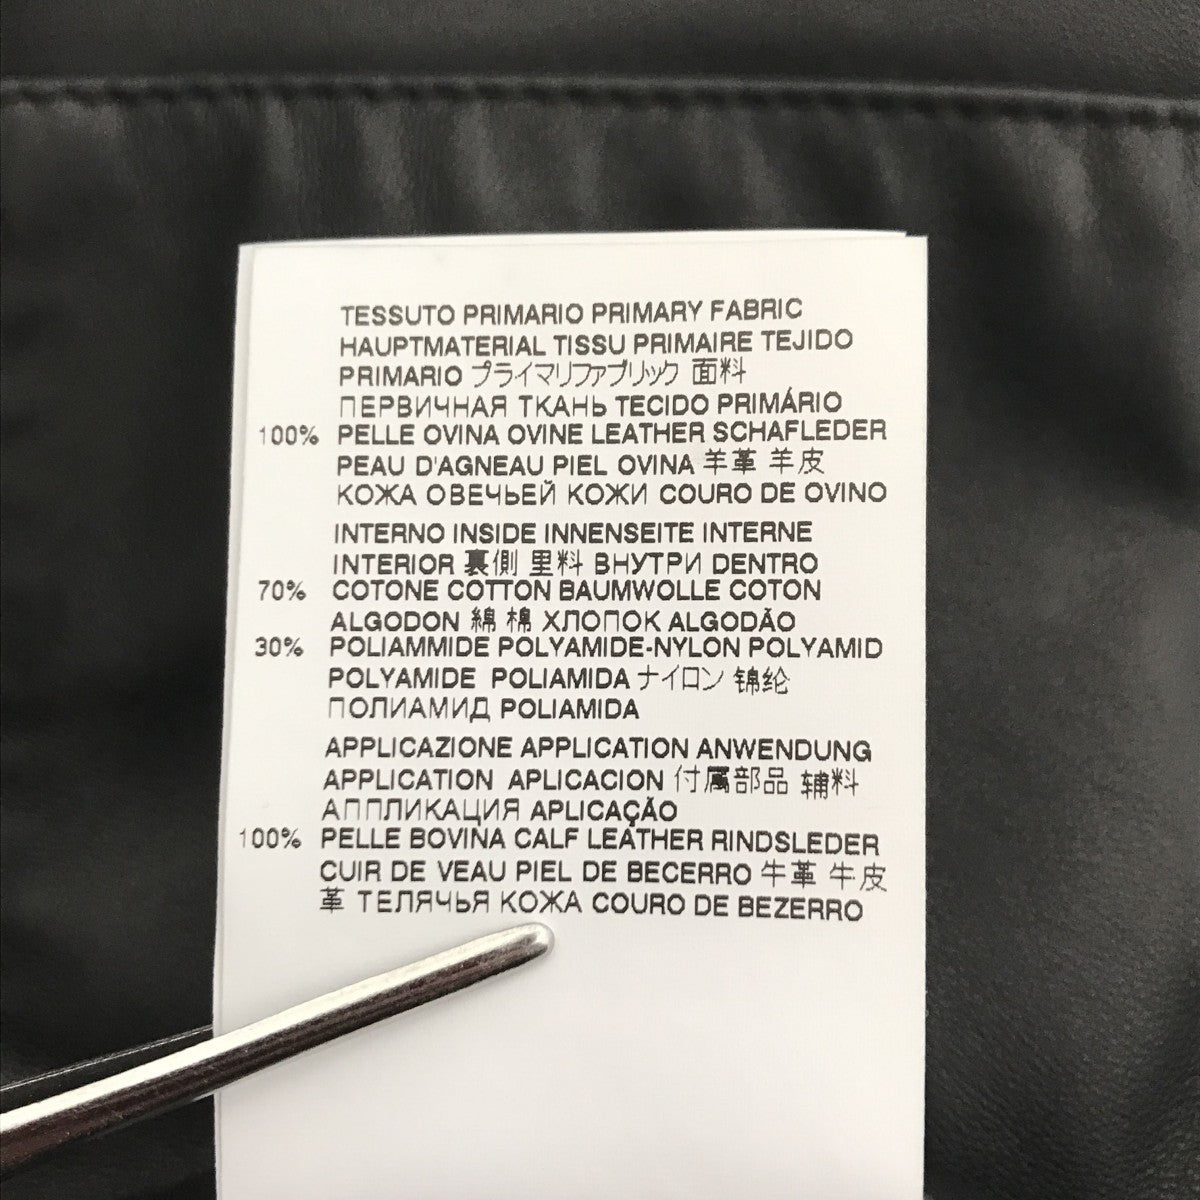 TESSUTO PRIMARIO PRIMARY FABRIC
HAUPTMATERIAL TISSU PRIMAIRE TEJIDO
PRIMARIO プライマリファブリック 面料
ПЕРВИЧНАЯ ТКАНЬ TECIDO PRIMÁRIO
100% PELLE OVINA OVINE LEATHER SCHAFLEDER
PEAU D'AGNEAU PIEL OVINA 羊革 羊皮
КОЖА ОВЕЧЬЕЙ КОЖИ COURO DE OVINO
INTERNO INSIDE INNENSEITE INTERNE
INTERIOR 裏側 里料 ВНУТРИ DENTRO
70% COTONE COTTON BAUMWOLLE COTON
ALGODON 綿 棉 ХЛОПОК ALGODÃO
30% POLIAMMIDE POLYAMIDE-NYLON POLYAMID
POLYAMIDE POLIAMIDA ナイロン 锦纶
ПОЛИАМИД POLIAMIDA
APPLICAZIONE APPLICATION ANWENDUNG
APPLICATION APLICACION 付属部品 辅料
АППЛИКАЦИЯ APLICAÇÃO
100% PELLE BOVINA CALF LEATHER RINDSLEDER
CUIR DE VEAU PIEL DE BECERRO 牛革 牛皮
革 ТЕЛЯЧЬЯ КОЖА COURO DE BEZERRO